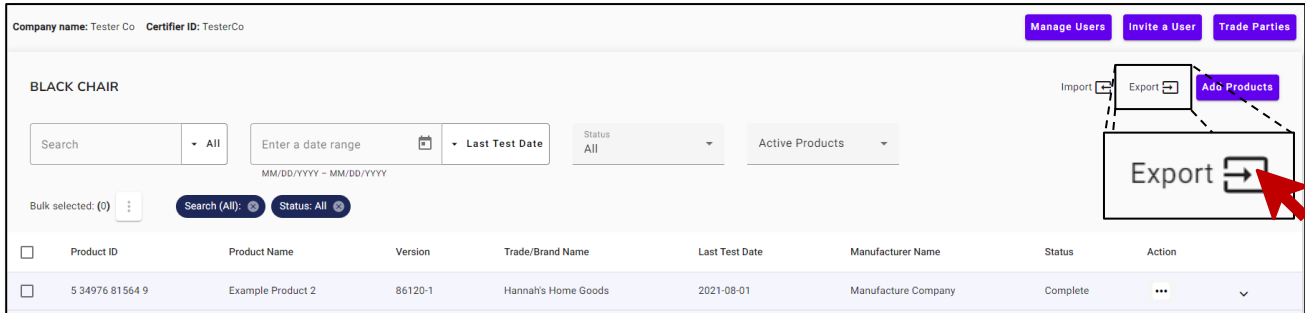 Company name: Tester Co Certifier ID: TesterCo Manage Users Invite a User Trade Parties
BLACK CHAIR Import Export Add Products
Search All Enter a date range Last Test Date Status All Active Products
MM/DD/YYYY – MM/DD/YYYY
Export
Bulk selected: (0) Search (All): Status: All
Product ID Product Name Version Trade/Brand Name Last Test Date Manufacturer Name Status Action
5 34976 81564 9 Example Product 2 86120-1 Hannah's Home Goods 2021-08-01 Manufacture Company Complete